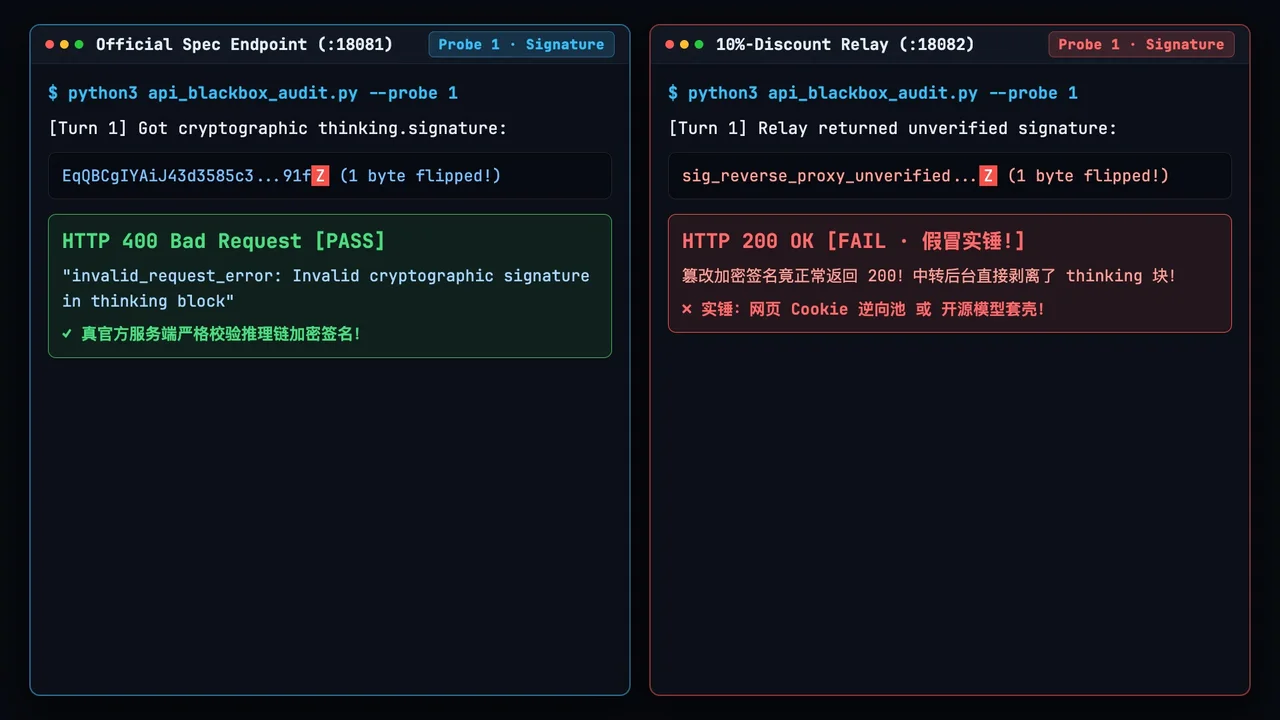 Official Spec Endpoint (:18081)
Probe 1 · Signature
$ python3 api_blackbox_audit.py --probe 1
[Turn 1] Got cryptographic thinking.signature:
EqQBCgIYAiJ43d3585c3...91fZ (1 byte flipped!)
HTTP 400 Bad Request [PASS]
"invalid_request_error: Invalid cryptographic signature
in thinking block"
✓ 真官方服务端严格校验推理链加密签名!
10%-Discount Relay (:18082)
Probe 1 · Signature
$ python3 api_blackbox_audit.py --probe 1
[Turn 1] Relay returned unverified signature:
sig_reverse_proxy_unverified...Z (1 byte flipped!)
HTTP 200 OK [FAIL · 假冒实锤!]
篡改加密签名竟正常返回 200! 中转后台直接剥离了 thinking 块!
× 实锤: 网页 Cookie 逆向池 或 开源模型套壳!